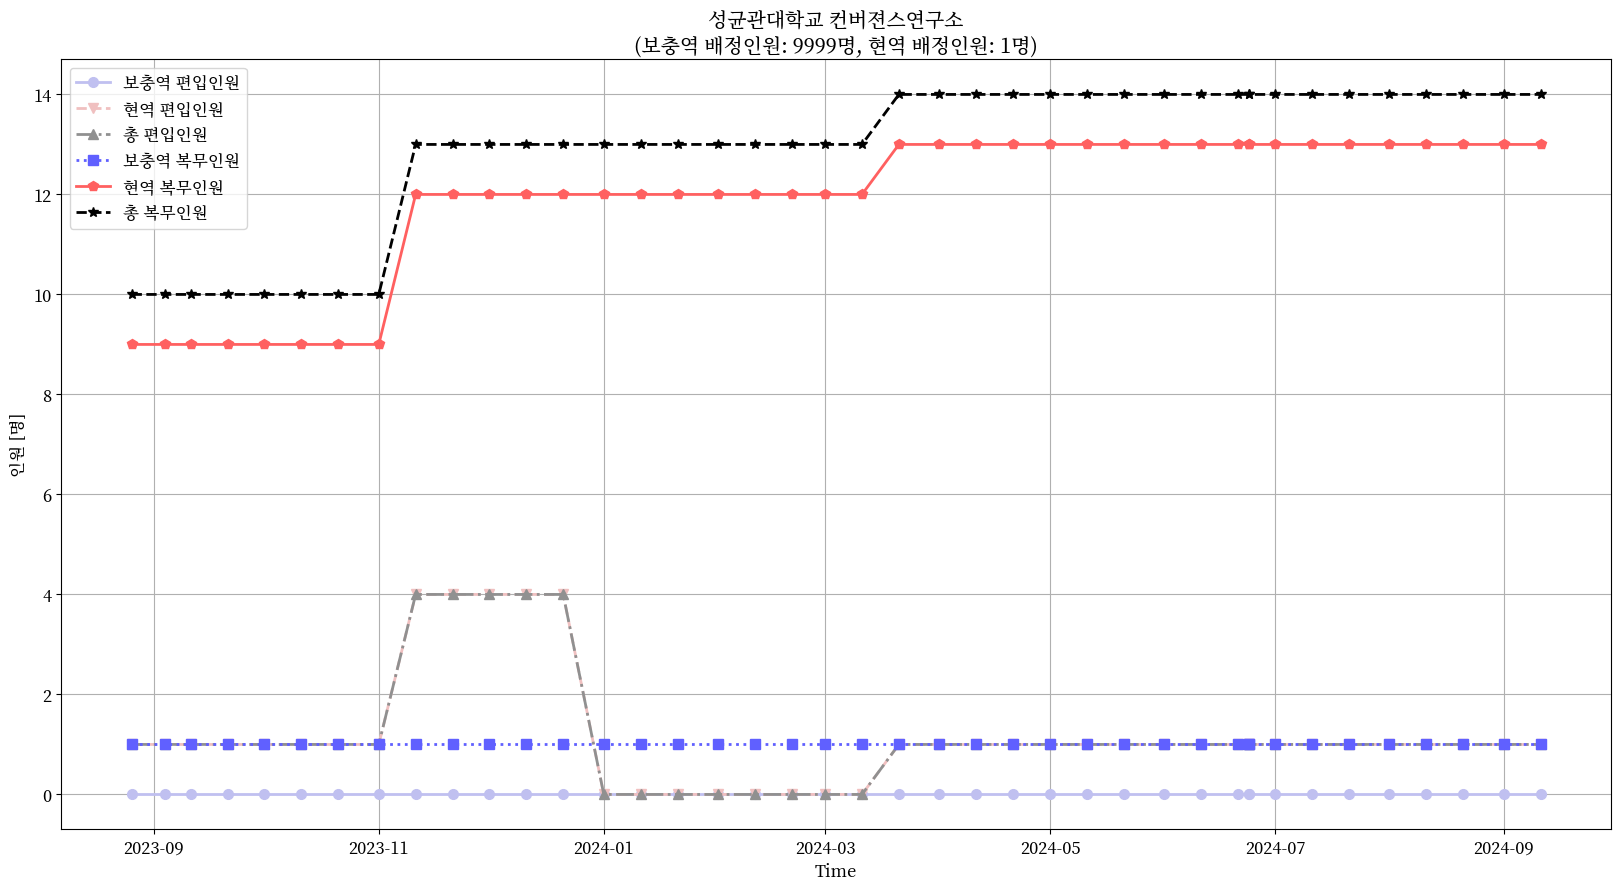 성균관대학교 컨버젼스연구소
(보충역 배정인원: 9999명, 현역 배정인원: 1명)
보충역 편입인원
현역 편입인원
총 편입인원
보충역 복무인원
현역 복무인원
총 복무인원
인원 [명]
14
12
10
8
6
4
2
0
2023-09
2023-11
2024-01
2024-03
2024-05
2024-07
2024-09
Time